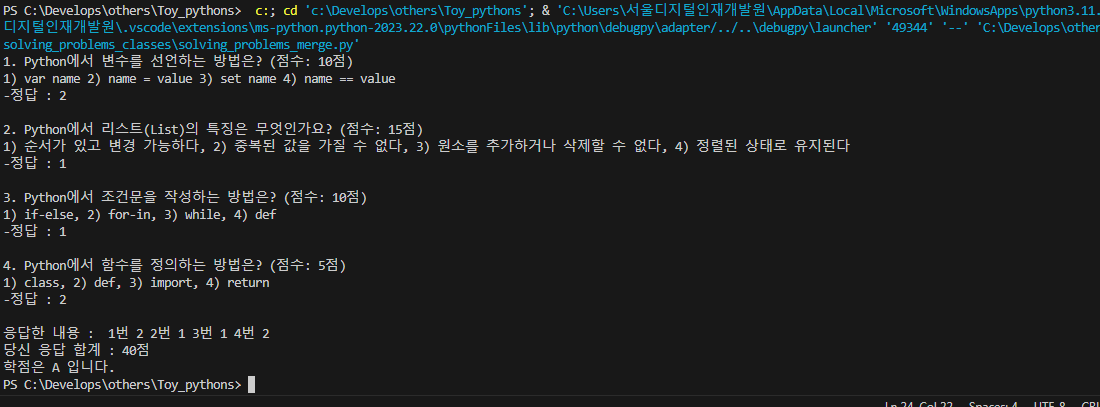 PS C:\Develops\others\Toy_pythons>  c:; cd 'c:\Develops\others\Toy_pythons'; & 'C:\Users\서울디지털인재개발원\AppData\Local\Microsoft\WindowsApps\python3.11.
디지털인재개발원\.vscode\extensions\ms-python.python-2023.22.0\pythonFiles\lib\python\debugpy\adapter/../..\debugpy\launcher' '49344' '--' 'C:\Develops\other
solving_problems_classes\solving_problems_merge.py'
1. Python에서 변수를 선언하는 방법은? (점수: 10점)
1) var name 2) name = value 3) set name 4) name == value
-정답 : 2
2. Python에서 리스트(List)의 특징은 무엇인가요? (점수: 15점)
1) 순서가 있고 변경 가능하다, 2) 중복된 값을 가질 수 없다, 3) 원소를 추가하거나 삭제할 수 없다, 4) 정렬된 상태로 유지된다
-정답 : 1
3. Python에서 조건문을 작성하는 방법은? (점수: 10점)
1) if-else, 2) for-in, 3) while, 4) def
-정답 : 1
4. Python에서 함수를 정의하는 방법은? (점수: 5점)
1) class, 2) def, 3) import, 4) return
-정답 : 2
응답한 내용 :  1번 2 2번 1 3번 1 4번 2
당신 응답 합계 : 40점
학점은 A 입니다.
PS C:\Develops\others\Toy_pythons>
Ln 24, Col 22 Spaces: 4 UTF-8